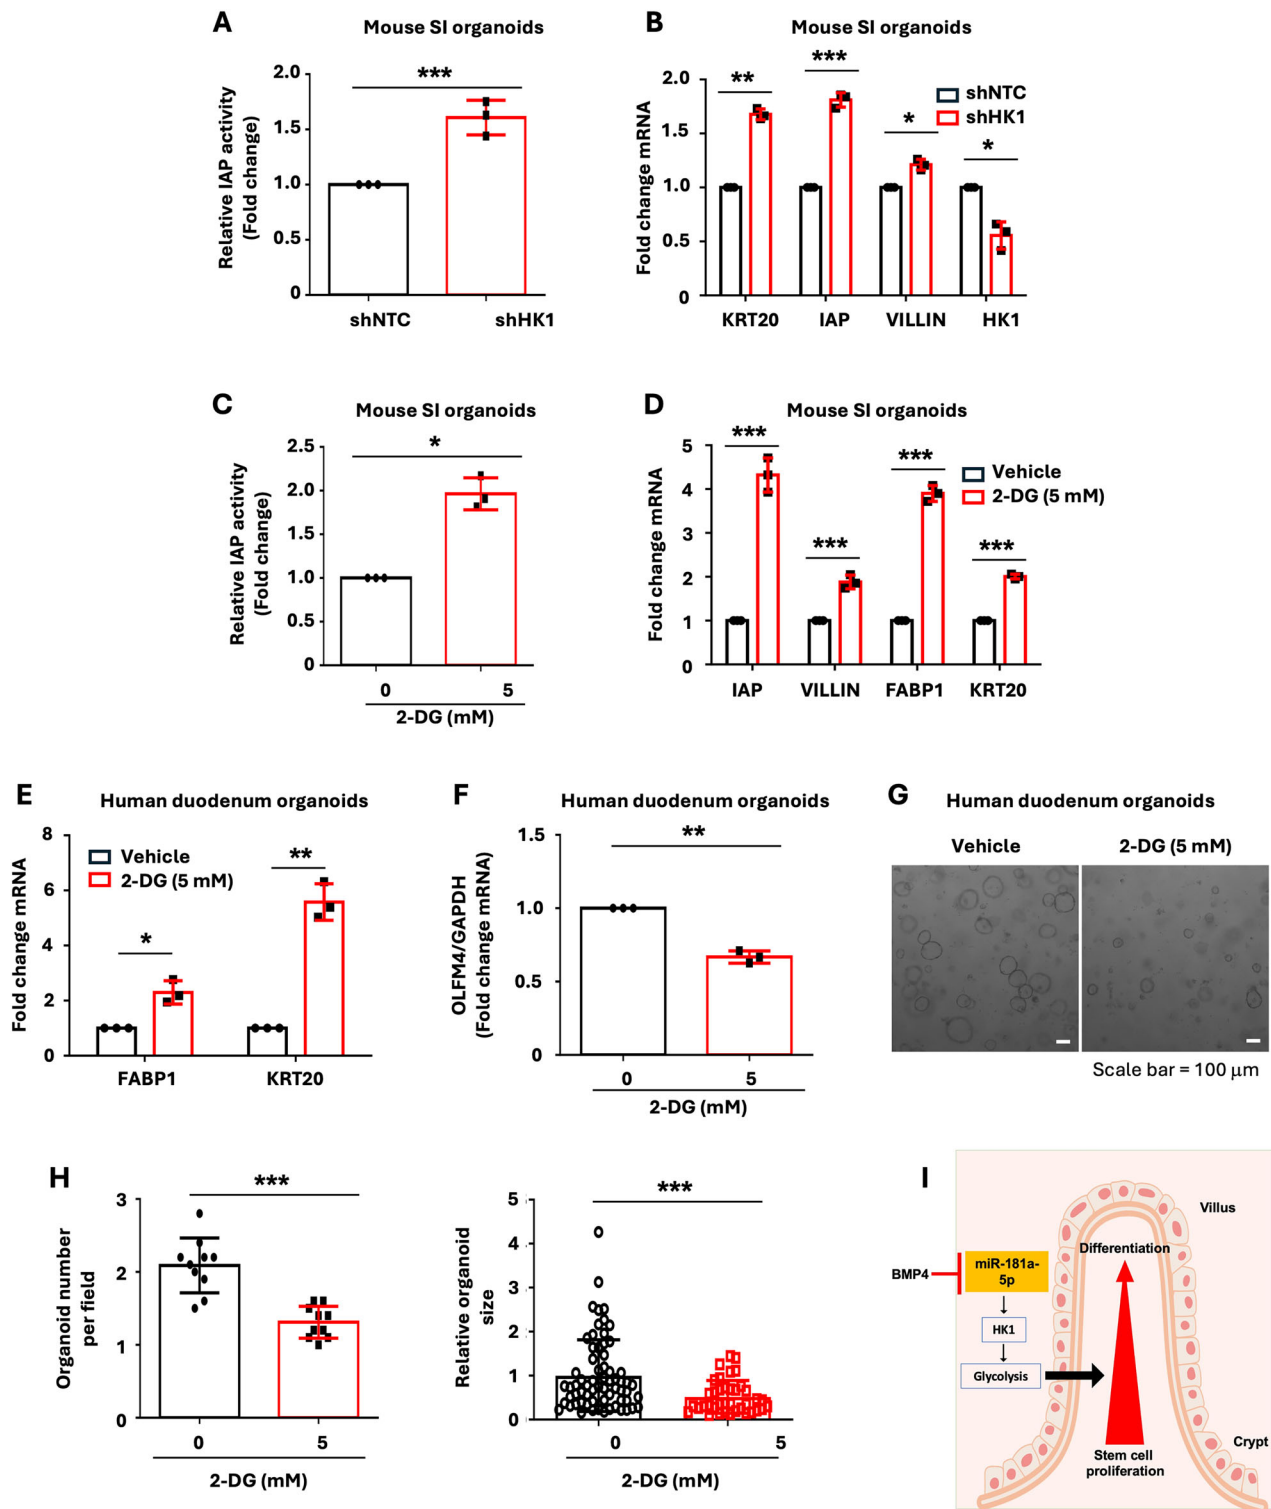 A
Mouse SI organoids
Relative IAP activity
(Fold change)
2.0
1.5
1.0
0.5
0
***
shNTC
shHK1
B
Mouse SI organoids
Fold change mRNA
2.0
1.5
1.0
0.5
0
**
***
*
*
shNTC
shHK1
KRT20
IAP
VILLIN
HK1
C
Mouse SI organoids
Relative IAP activity
(Fold change)
2.5
2.0
1.5
1.0
0.5
0
*
0
5
2-DG (mM)
D
Mouse SI organoids
Fold change mRNA
5
4
3
2
1
0
***
***
***
***
Vehicle
2-DG (5 mM)
IAP
VILLIN
FABP1
KRT20
E
Human duodenum organoids
Fold change mRNA
8
6
4
2
0
Vehicle
2-DG (5 mM)
*
**
FABP1
KRT20
F
Human duodenum organoids
OLFM4/GAPDH
(Fold change mRNA)
1.5
1.0
0.5
0
**
0
5
2-DG (mM)
G
Human duodenum organoids
Vehicle
2-DG (5 mM)
Scale bar = 100 μm
H
Organoid number
per field
3
2
1
0
***
0
5
2-DG (mM)
Relative organoid
size
5
4
3
2
1
0
***
0
5
2-DG (mM)
I
Villus
Differentiation
BMP4
miR-181a-
5p
HK1
Glycolysis
Crypt
Stem cell
proliferation